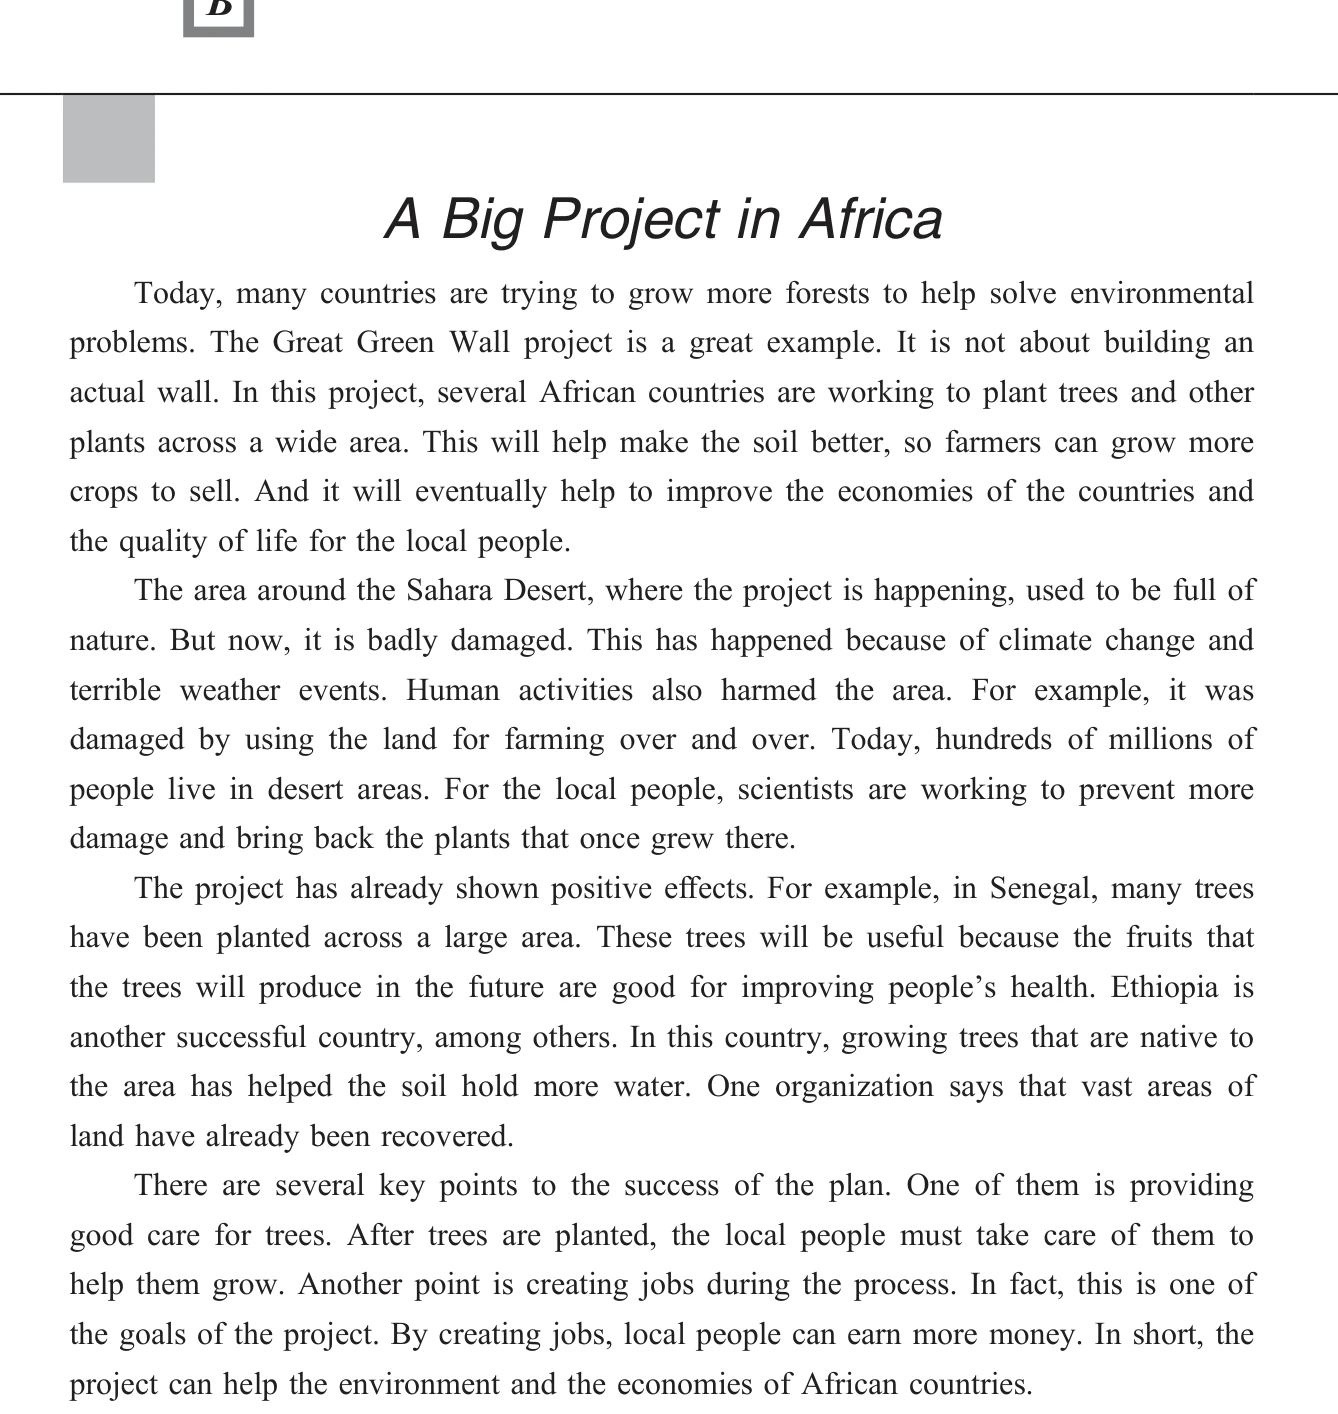 B
A Big Project in Africa
Today, many countries are trying to grow more forests to help solve environmental
problems. The Great Green Wall project is a great example. It is not about building an
actual wall. In this project, several African countries are working to plant trees and other
plants across a wide area. This will help make the soil better, so farmers can grow more
crops to sell. And it will eventually help to improve the economies of the countries and
the quality of life for the local people.
The area around the Sahara Desert, where the project is happening, used to be full of
nature. But now, it is badly damaged. This has happened because of climate change and
terrible weather events. Human activities also harmed the area. For example, it was
damaged by using the land for farming over and over. Today, hundreds of millions of
people live in desert areas. For the local people, scientists are working to prevent more
damage and bring back the plants that once grew there.
The project has already shown positive effects. For example, in Senegal, many trees
have been planted across a large area. These trees will be useful because the fruits that
the trees will produce in the future are good for improving people's health. Ethiopia is
another successful country, among others. In this country, growing trees that are native to
the area has helped the soil hold more water. One organization says that vast areas of
land have already been recovered.
There are several key points to the success of the plan. One of them is providing
good care for trees. After trees are planted, the local people must take care of them to
help them grow. Another point is creating jobs during the process. In fact, this is one of
the goals of the project. By creating jobs, local people can earn more money. In short, the
project can help the environment and the economies of African countries.